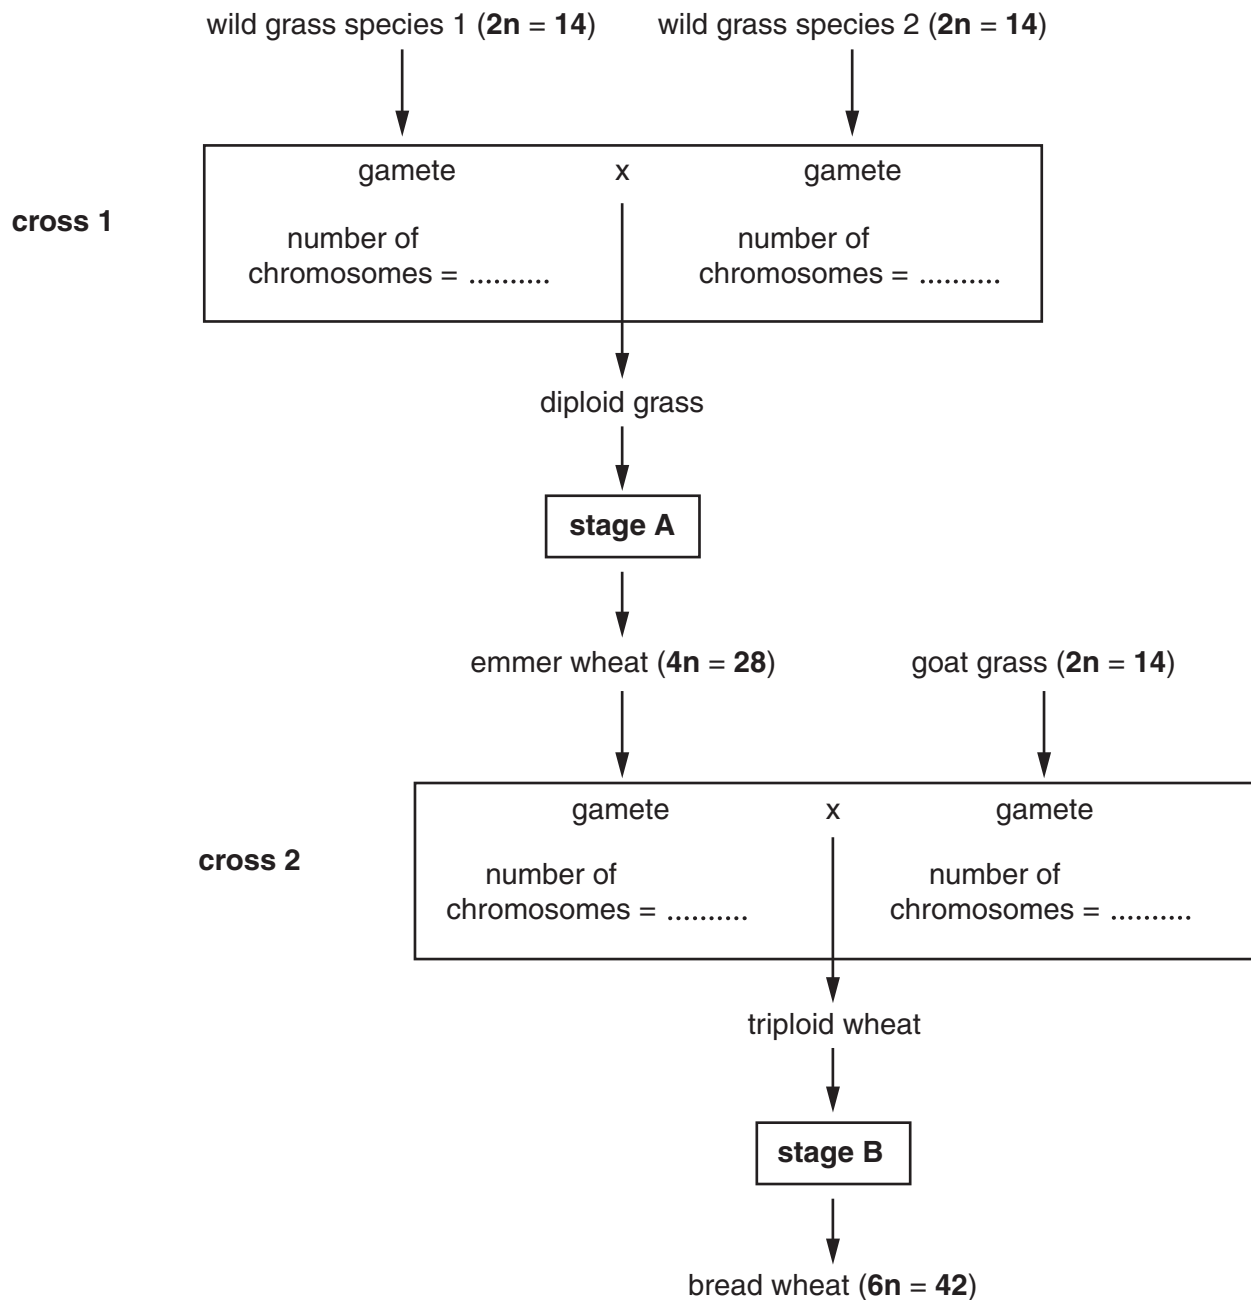 wild grass species 1 (2n = 14) wild grass species 2 (2n = 14)
gamete x gamete
cross 1
number of chromosomes = .......... number of chromosomes = ..........
diploid grass
stage A
emmer wheat (4n = 28) goat grass (2n = 14)
gamete x gamete
cross 2
number of chromosomes = .......... number of chromosomes = ..........
triploid wheat
stage B
bread wheat (6n = 42)